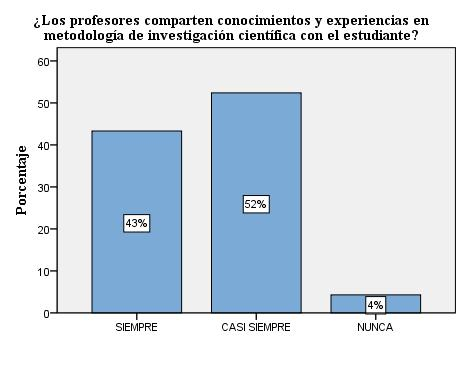 ¿Los profesores comparten conocimientos y experiencias en
metodología de investigación científica con el estudiante?
Porcentaje
60
50
40
30
20
10
0
43%
52%
4%
SIEMPRE
CASI SIEMPRE
NUNCA